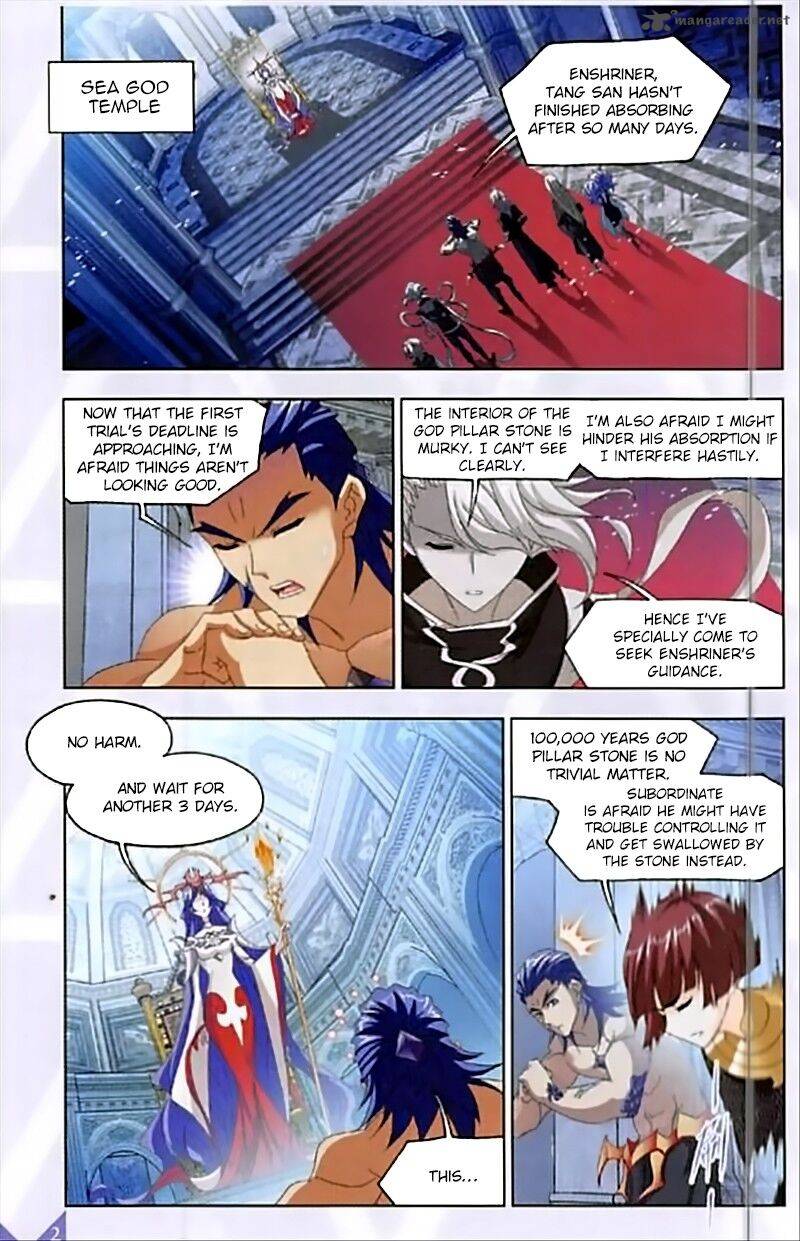 mangareader.net
SEA GOD
TEMPLE
ENSHRINER,
TANG SAN HASN'T
FINISHED ABSORBING
AFTER SO MANY DAYS.
NOW THAT THE FIRST
TRIAL'S DEADLINE IS
APPROACHING, I'M
AFRAID THINGS AREN'T
LOOKING GOOD.
THE INTERIOR OF THE
GOD PILLAR STONE IS
MURKY. I CAN'T SEE
CLEARLY.
I'M ALSO AFRAID I MIGHT
HINDER HIS ABSORPTION IF
I INTERFERE HASTILY.
HENCE I'VE
SPECIALLY COME TO
SEEK ENSHRINER'S
GUIDANCE.
NO HARM.
AND WAIT FOR
ANOTHER 3 DAYS.
THIS...
100,000 YEARS GOD
PILLAR STONE IS NO
TRIVIAL MATTER.
SUBORDINATE
IS AFRAID HE MIGHT HAVE
TROUBLE CONTROLLING IT
AND GET SWALLOWED BY
THE STONE INSTEAD.
2